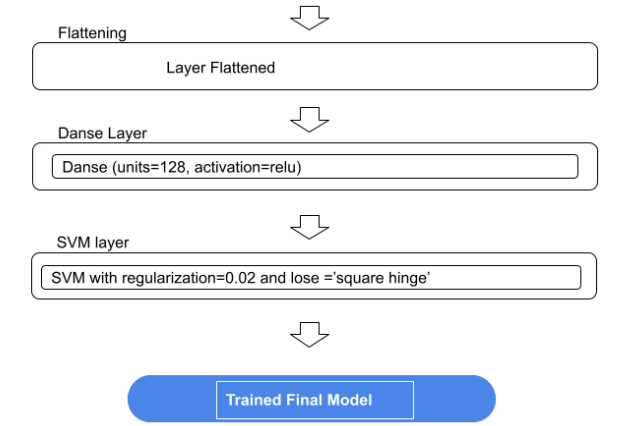 Flattening
Layer Flattened
Danse Layer
Danse (units=128, activation=relu)
SVM layer
SVM with regularization=0.02 and lose ='square hinge'
Trained Final Model